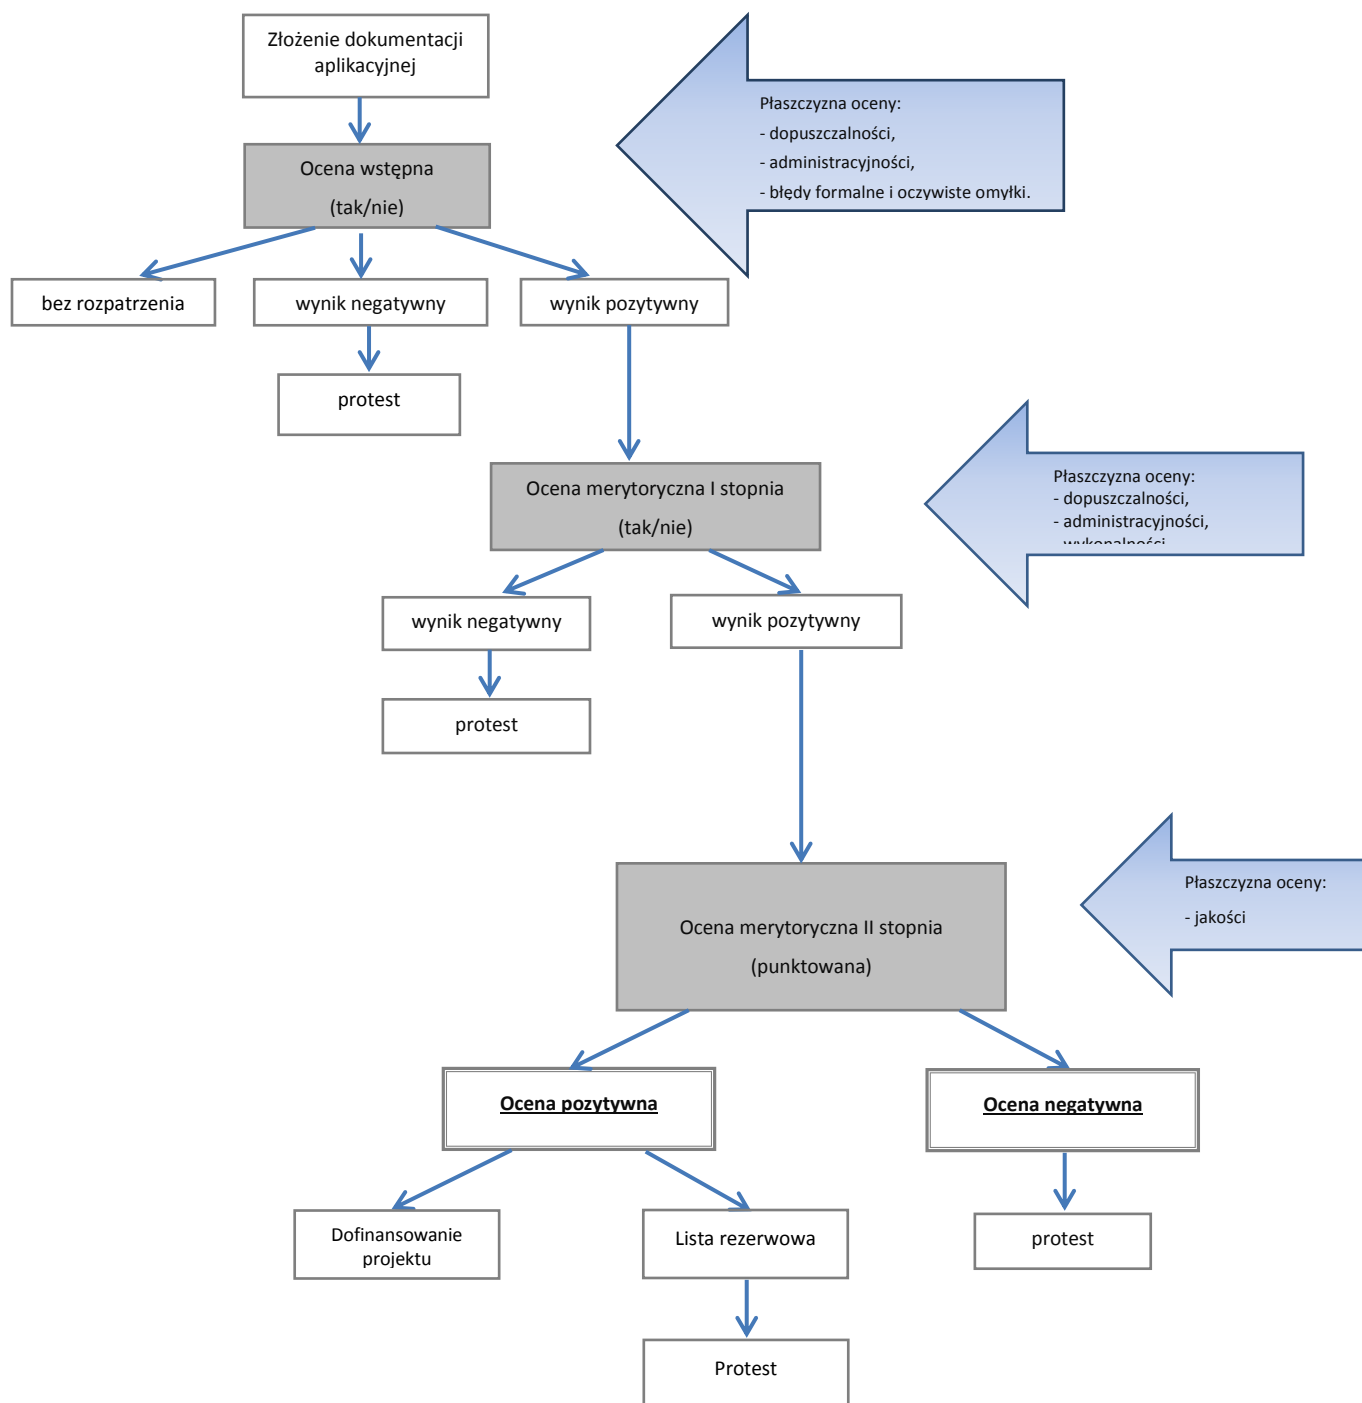 Złożenie dokumentacji
aplikacyjnej
Płaszczyzna oceny:
- dopuszczalności,
- administracyjności,
- błędy formalne i oczywiste omyłki.
Ocena wstępna
(tak/nie)
bez rozpatrzenia
wynik negatywny
wynik pozytywny
protest
Płaszczyzna oceny:
- dopuszczalności,
- administracyjności,
- wykonalności
Ocena merytoryczna I stopnia
(tak/nie)
wynik negatywny
wynik pozytywny
protest
Płaszczyzna oceny:
- jakości
Ocena merytoryczna II stopnia
(punktowana)
Ocena pozytywna
Ocena negatywna
Dofinansowanie
projektu
Lista rezerwowa
protest
Protest